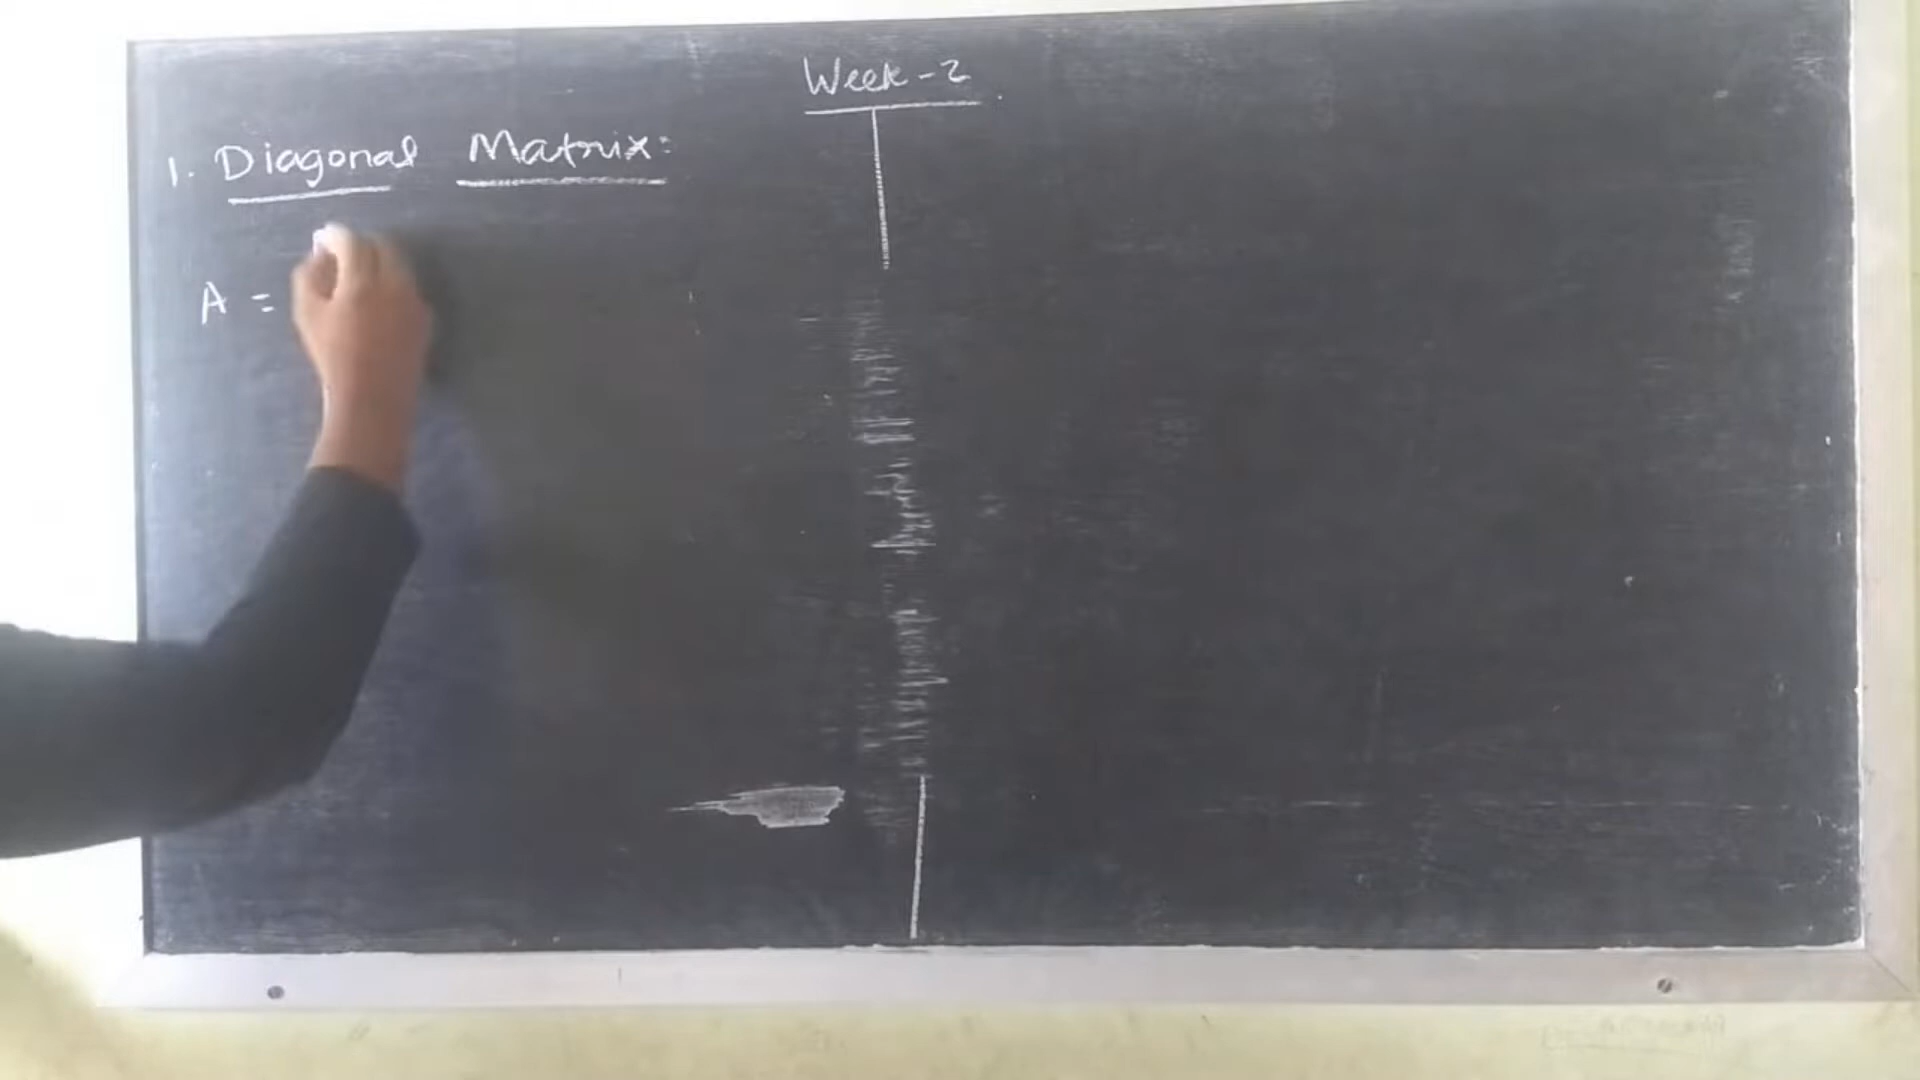 Week-2
1. Diagonal Matrix:
A =